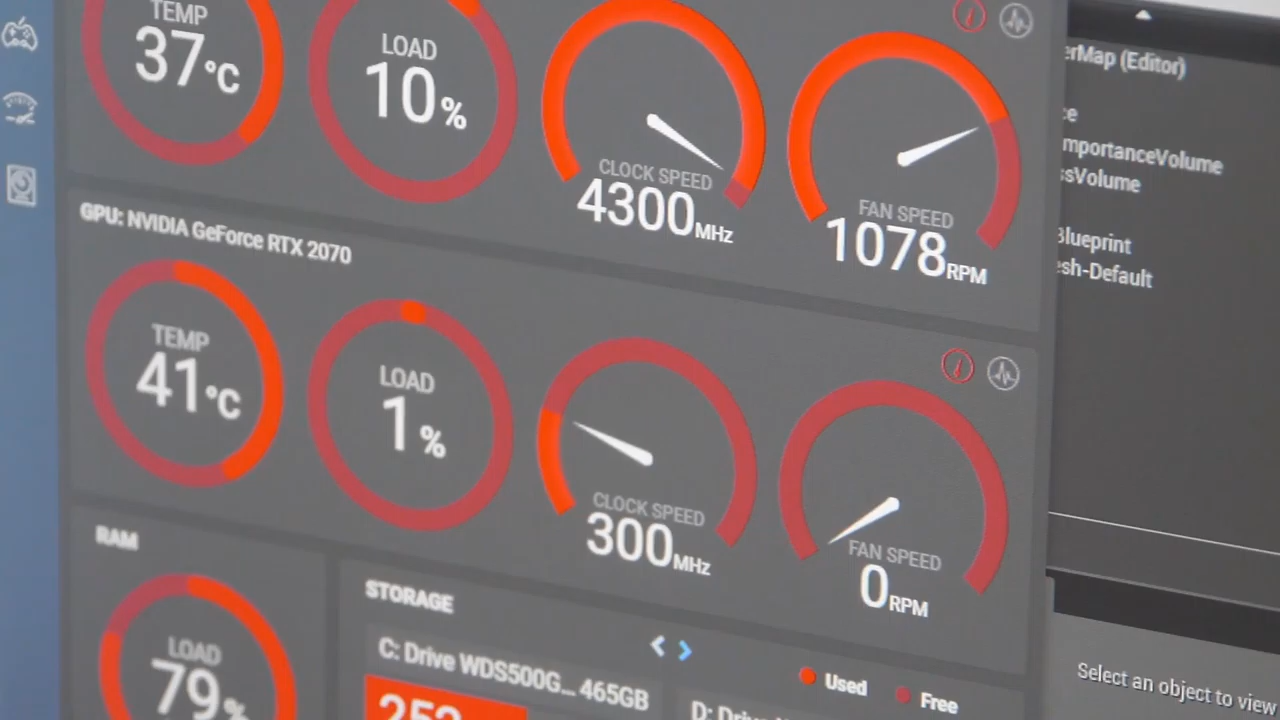 TEMP
37°C
LOAD
10%
CLOCK SPEED
4300MHz
FAN SPEED
1078RPM
GPU: NVIDIA GeForce RTX 2070
TEMP
41°C
LOAD
1%
CLOCK SPEED
300MHz
FAN SPEED
0RPM
RAM
LOAD
79%
STORAGE
C: Drive WDS500G... 465GB
Used
Free
D:
erMap (Editor)
ce
mportanceVolume
ssVolume
Blueprint
esh-Default
Select an object to view